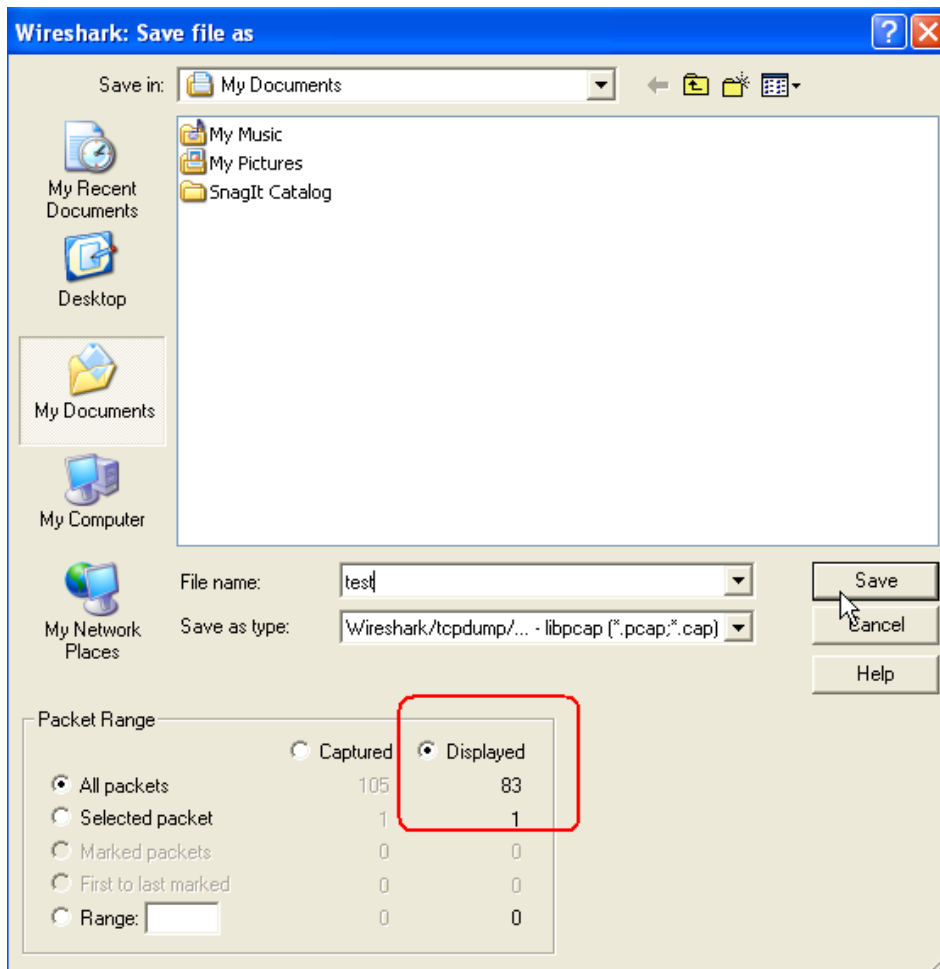 Wireshark: Save file as
Save in: My Documents
My Music
My Pictures
SnagIt Catalog
My Recent
Documents
Desktop
My Documents
My Computer
My Network
Places
File name: test
Save as type: Wireshark/tcpdump/... - libpcap (*.pcap;*.cap)
Save
Cancel
Help
Packet Range
Captured Displayed
All packets 105 83
Selected packet 1 1
Marked packets 0 0
First to last marked 0 0
Range: 0 0